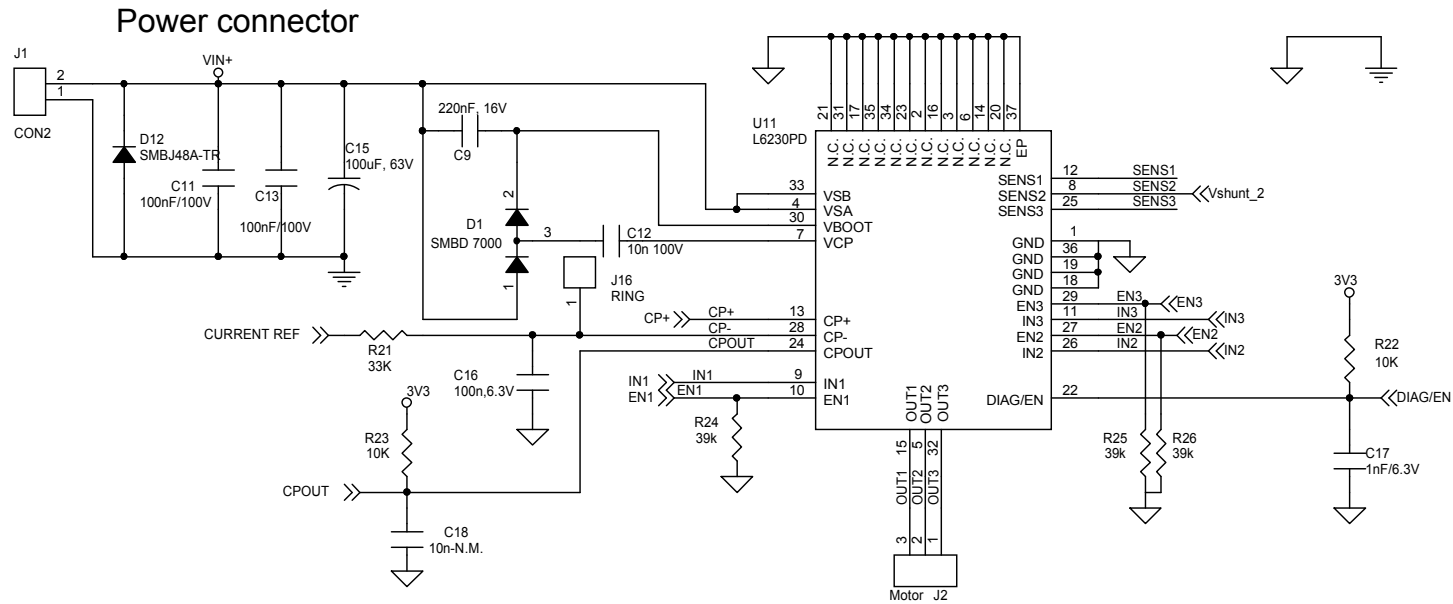 Power connector
J1
2
1
CON2
VIN+
D12
SMBJ48A-TR
C11
100nF/100V
C13
100nF/100V
C15
100uF, 63V
220nF, 16V
C9
2
D1
SMBD 7000
3
1
C12
10n 100V
J16
RING
1
U11
L6230PD
21
31
17
35
34
23
2
16
3
6
14
20
37
N.C.
N.C.
N.C.
N.C.
N.C.
N.C.
N.C.
N.C.
N.C.
N.C.
N.C.
N.C.
EP
33
VSB
4
VSA
30
VBOOT
7
VCP
CP+
CP+
13
CP+
CURRENT REF
R21
33K
CP-
28
CP-
CPOUT
24
CPOUT
C16
100n,6.3V
IN1
IN1
9
IN1
EN1
EN1
10
EN1
R24
39k
3V3
R23
10K
CPOUT
C18
10n-N.M.
SENS1
12
SENS1
SENS2
8
SENS2
Vshunt_2
SENS3
25
SENS3
GND
1
GND
36
GND
19
GND
18
EN3
29
EN3
EN3
IN3
11
IN3
IN3
EN2
27
EN2
EN2
IN2
26
IN2
IN2
DIAG/EN
22
DIAG/EN
3V3
R22
10K
C17
1nF/6.3V
R25
39k
R26
39k
OUT1
OUT2
OUT3
15
5
32
OUT1
OUT2
OUT3
3
2
1
Motor J2